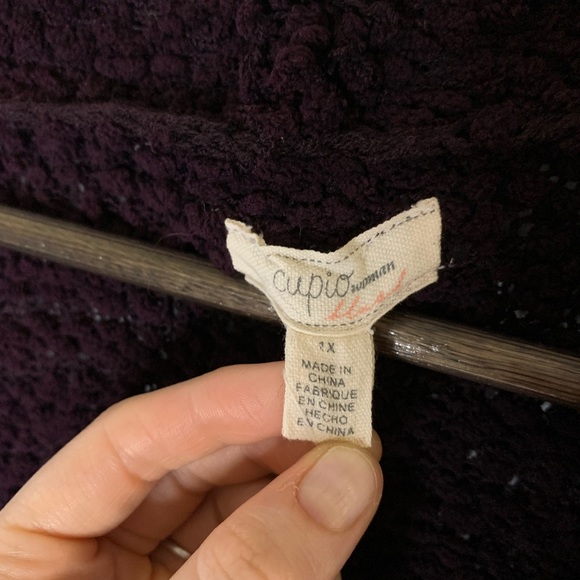 cupio woman
1X
MADE IN
CHINA
FABRIQUE
EN CHINE
HECHO
EN CHINA